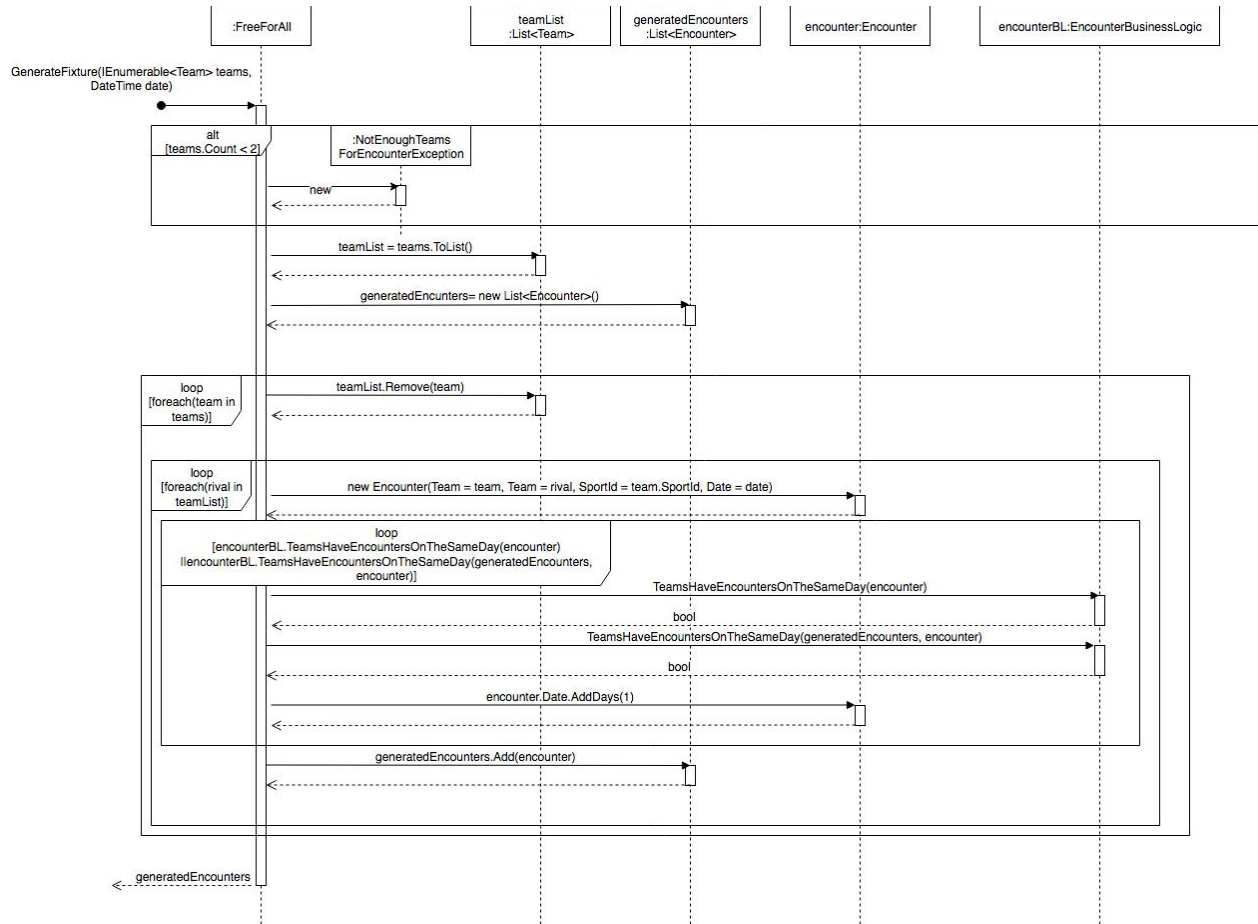 :FreeForAll
teamList
:List<Team>
generatedEncounters
:List<Encounter>
encounter:Encounter
encounterBL:EncounterBusinessLogic
GenerateFixture(IEnumerable<Team> teams,
DateTime date)
alt
[teams.Count < 2]
:NotEnoughTeams
ForEncounterException
new
teamList = teams.ToList()
generatedEncunters= new List<Encounter>()
loop
[foreach(team in
teams)]
teamList.Remove(team)
loop
[foreach(rival in
teamList)]
new Encounter(Team = team, Team = rival, SportId = team.SportId, Date = date)
loop
[encounterBL.TeamsHaveEncountersOnTheSameDay(encounter)
||encounterBL.TeamsHaveEncountersOnTheSameDay(generatedEncounters,
encounter)]
TeamsHaveEncountersOnTheSameDay(encounter)
bool
TeamsHaveEncountersOnTheSameDay(generatedEncounters, encounter)
bool
encounter.Date.AddDays(1)
generatedEncounters.Add(encounter)
generatedEncounters